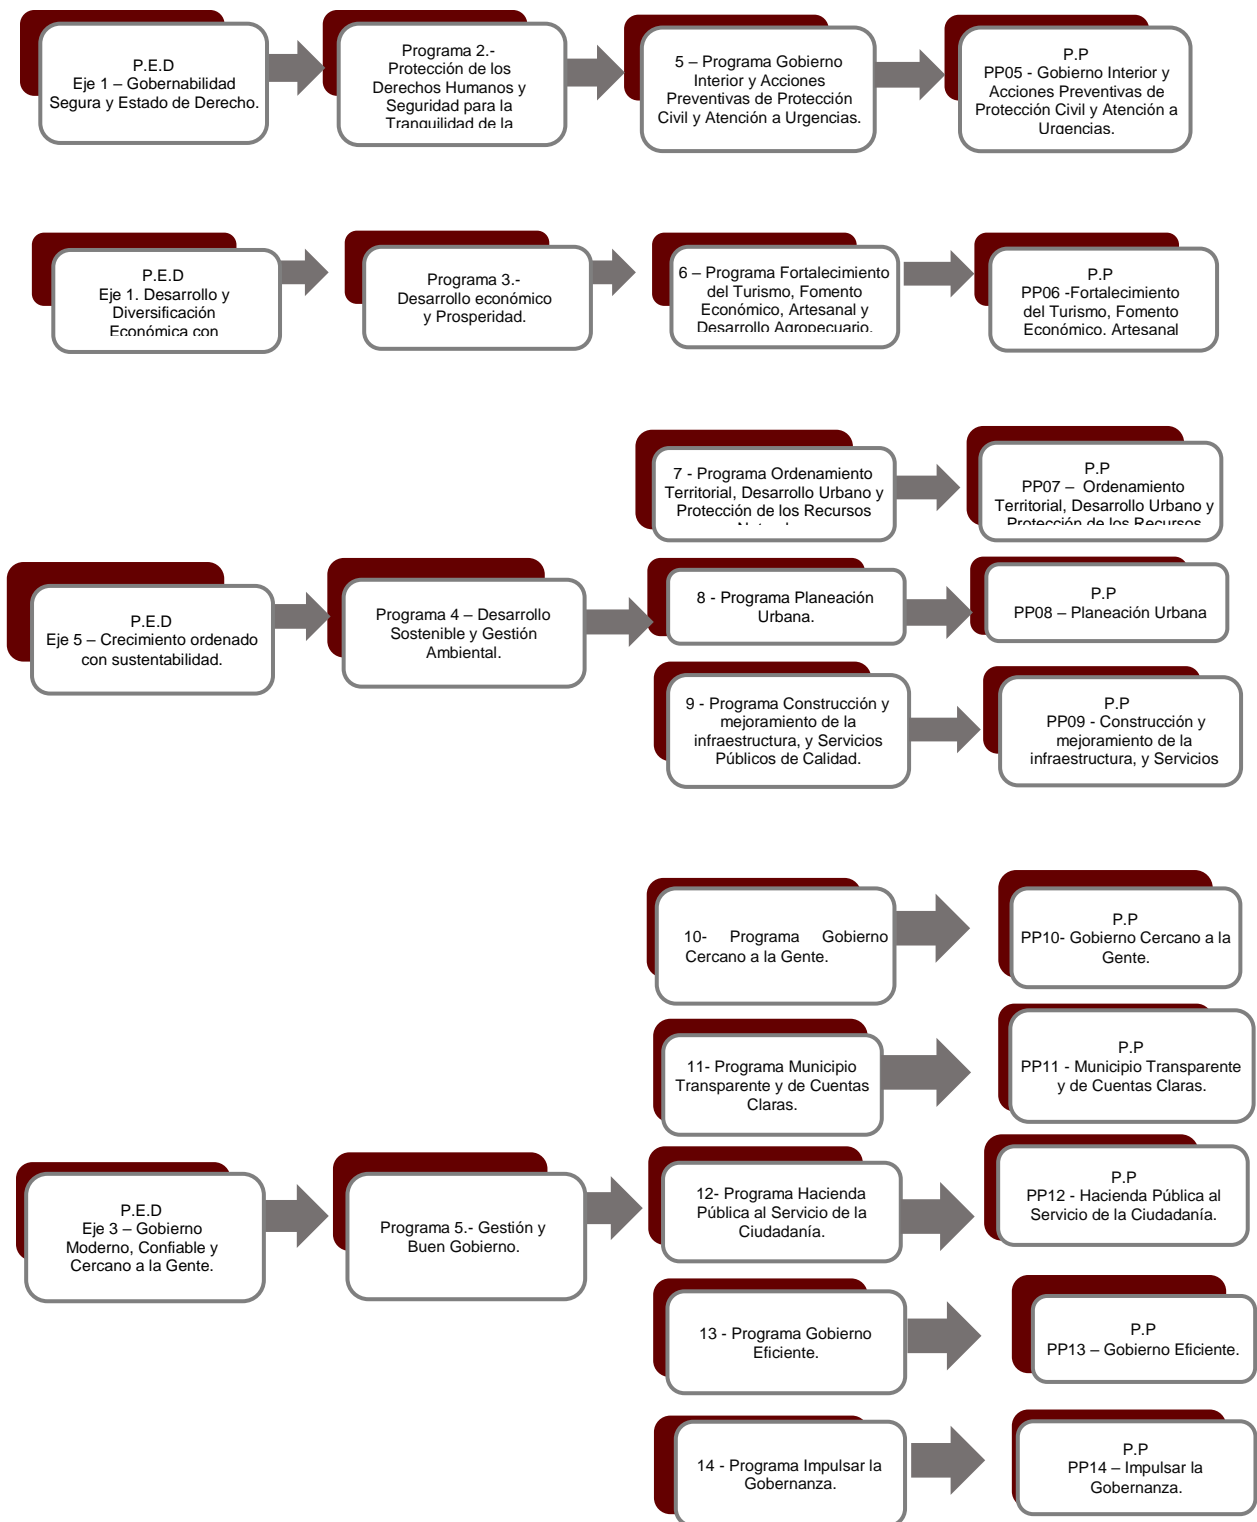 P.E.D
Eje 1 – Gobernabilidad
Segura y Estado de Derecho.
Programa 2.-
Protección de los
Derechos Humanos y
Seguridad para la
Tranquilidad de la
5 – Programa Gobierno
Interior y Acciones
Preventivas de Protección
Civil y Atención a Urgencias.
P.P
PP05 - Gobierno Interior y
Acciones Preventivas de
Protección Civil y Atención a
Urgencias.
P.E.D
Eje 1. Desarrollo y
Diversificación
Económica con
Programa 3.-
Desarrollo económico
y Prosperidad.
6 – Programa Fortalecimiento
del Turismo, Fomento
Económico, Artesanal y
Desarrollo Agropecuario.
P.P
PP06 -Fortalecimiento
del Turismo, Fomento
Económico. Artesanal
7 - Programa Ordenamiento
Territorial, Desarrollo Urbano y
Protección de los Recursos
P.P
PP07 – Ordenamiento
Territorial, Desarrollo Urbano y
Protección de los Recursos
P.E.D
Eje 5 – Crecimiento ordenado
con sustentabilidad.
Programa 4 – Desarrollo
Sostenible y Gestión
Ambiental.
8 - Programa Planeación
Urbana.
P.P
PP08 – Planeación Urbana
9 - Programa Construcción y
mejoramiento de la
infraestructura, y Servicios
Públicos de Calidad.
P.P
PP09 - Construcción y
mejoramiento de la
infraestructura, y Servicios
10- Programa Gobierno
Cercano a la Gente.
P.P
PP10- Gobierno Cercano a la
Gente.
11- Programa Municipio
Transparente y de Cuentas
Claras.
P.P
PP11 - Municipio Transparente
y de Cuentas Claras.
P.E.D
Eje 3 – Gobierno
Moderno, Confiable y
Cercano a la Gente.
Programa 5.- Gestión y
Buen Gobierno.
12- Programa Hacienda
Pública al Servicio de la
Ciudadanía.
P.P
PP12 - Hacienda Pública al
Servicio de la Ciudadanía.
13 - Programa Gobierno
Eficiente.
P.P
PP13 – Gobierno Eficiente.
14 - Programa Impulsar la
Gobernanza.
P.P
PP14 – Impulsar la
Gobernanza.